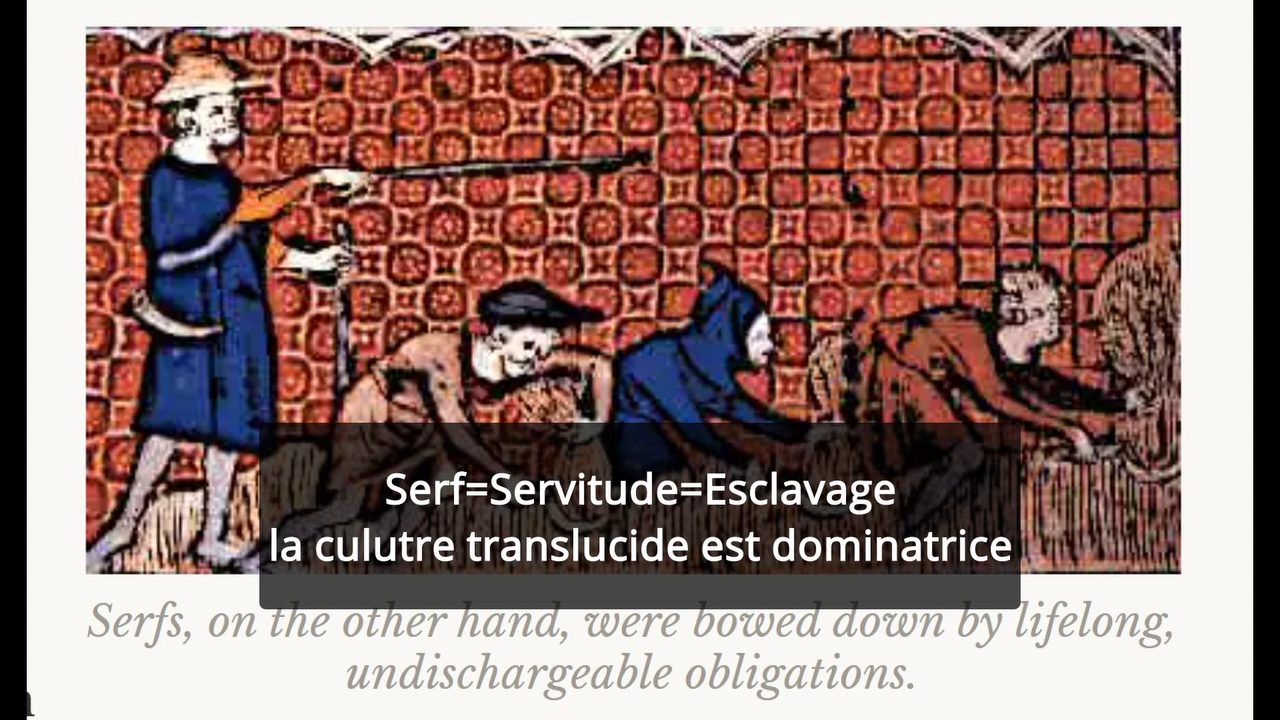 Serf=Servitude=Esclavage
la culutre translucide est dominatrice
Serfs, on the other hand, were bowed down by lifelong,
undischargeable obligations.